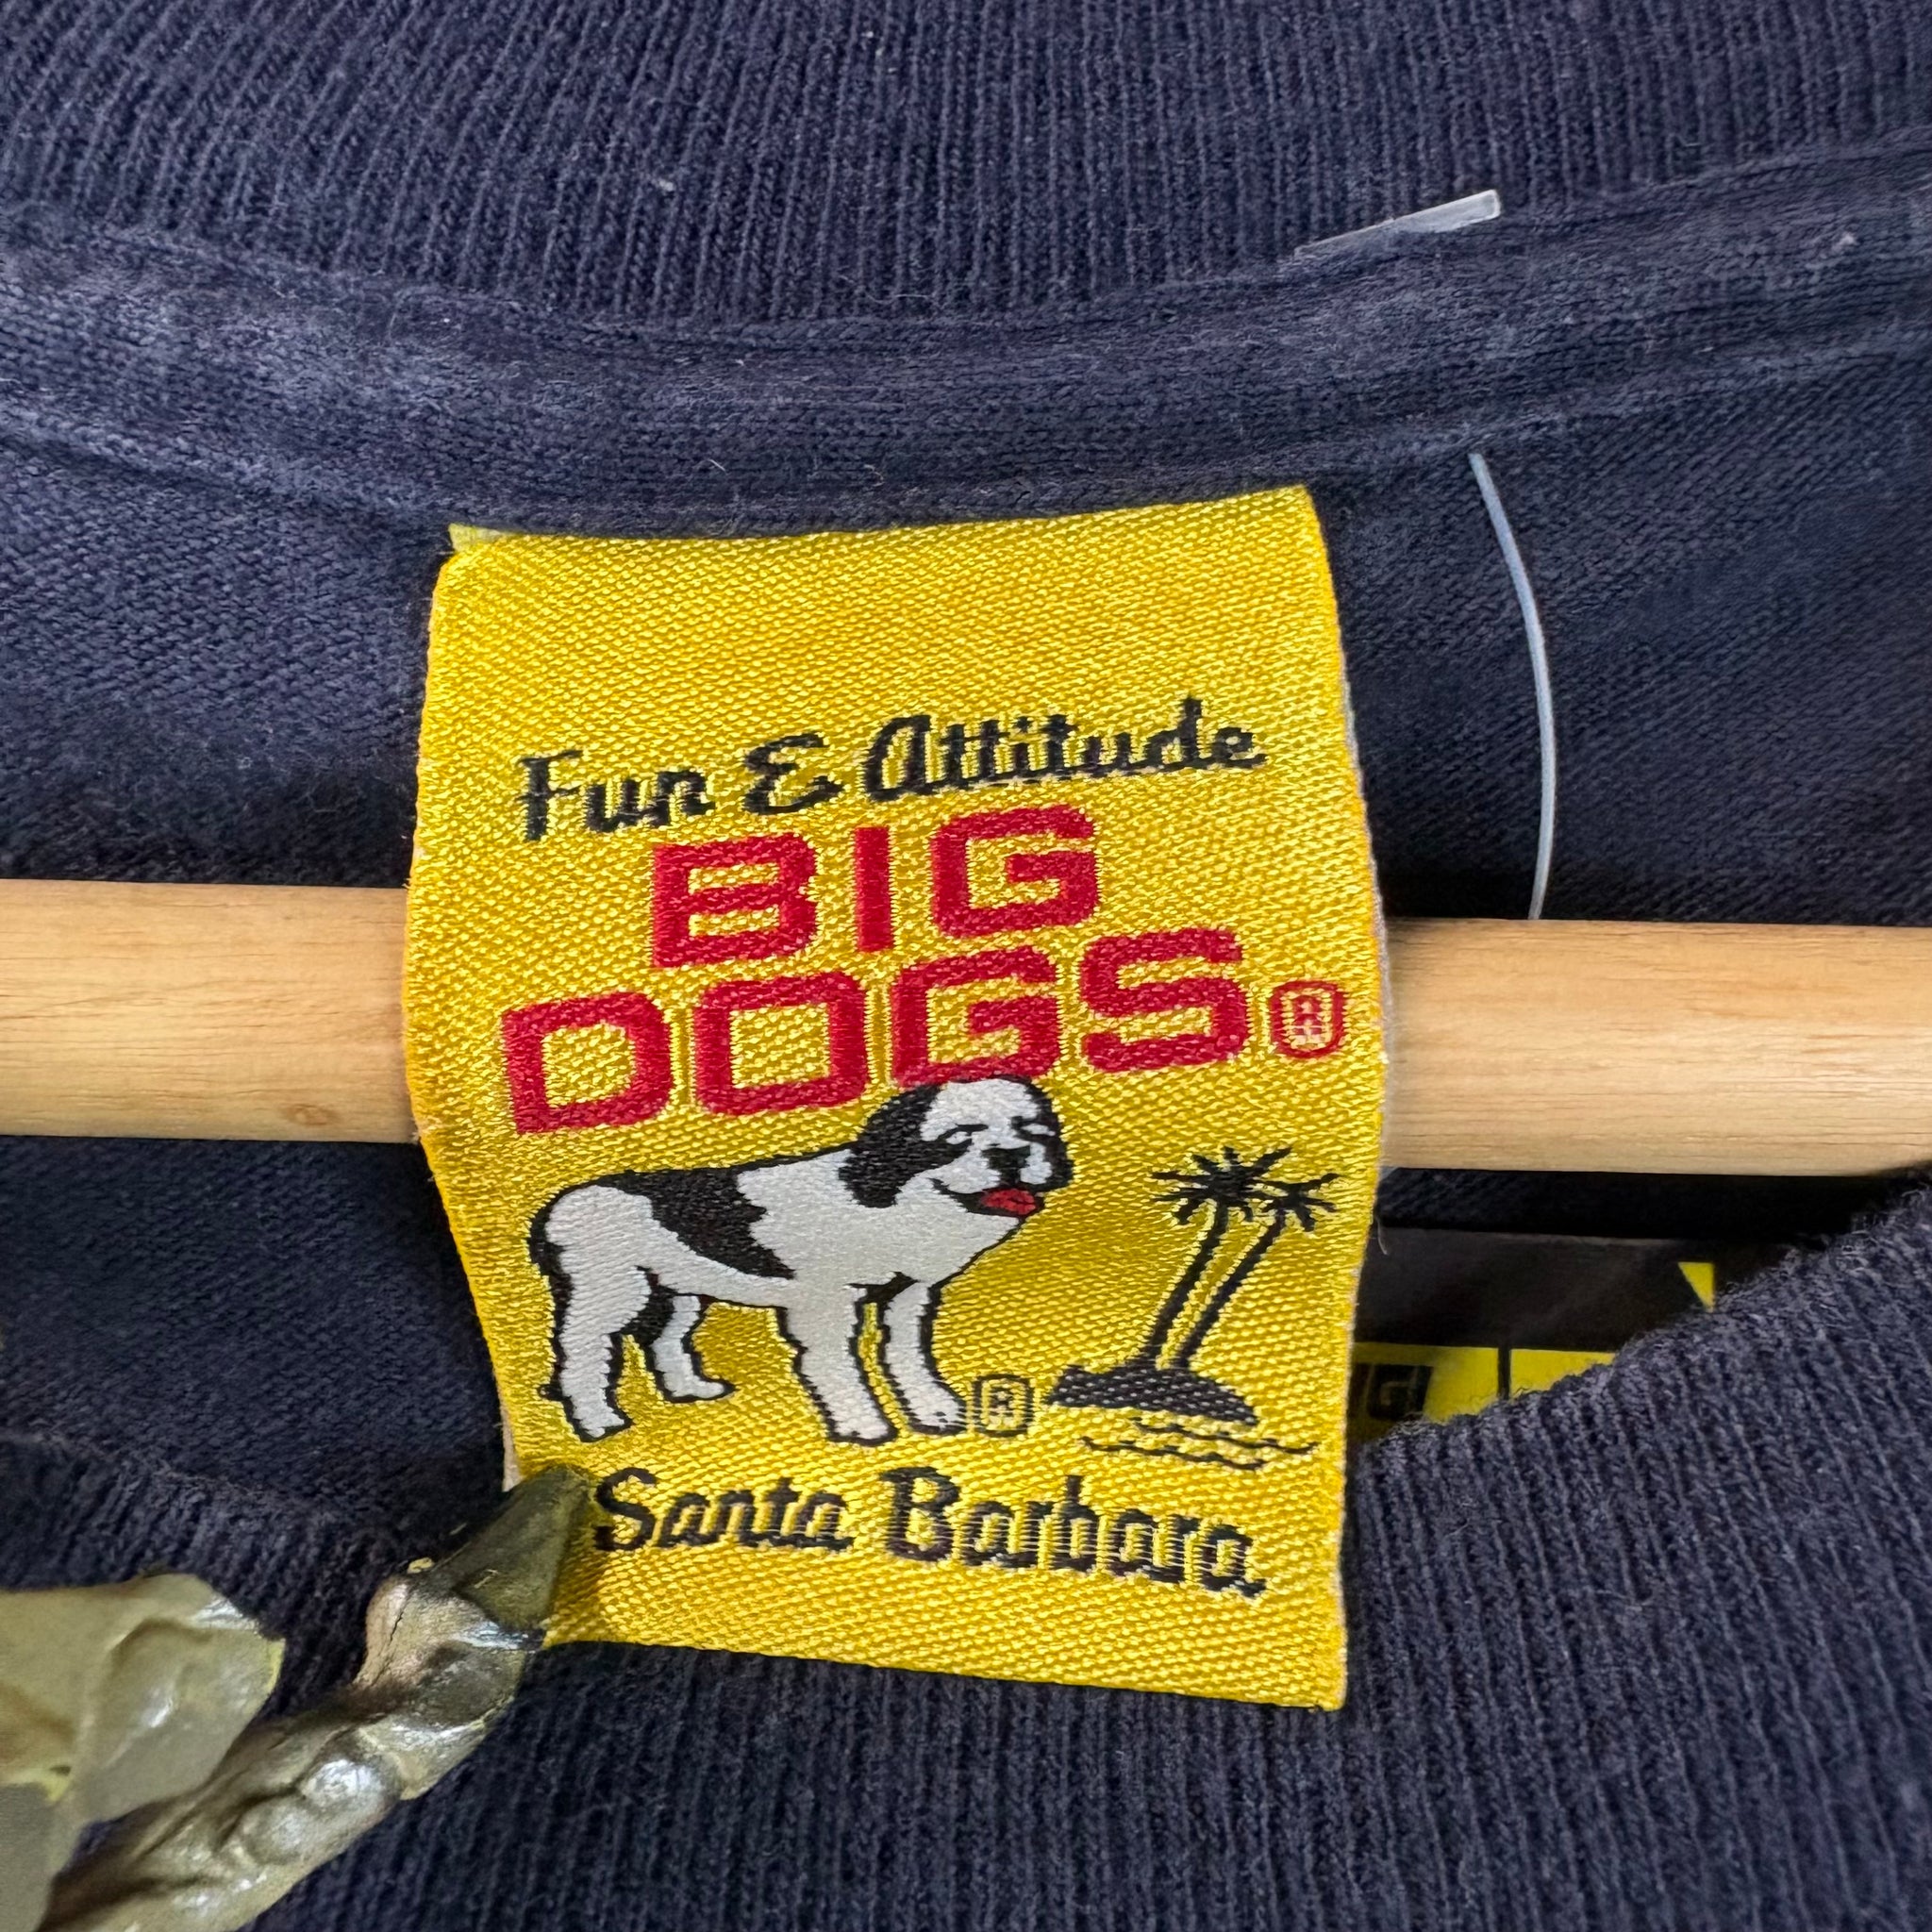 Fun & Attitude
BIG
DOGS®
®
Santa Barbara